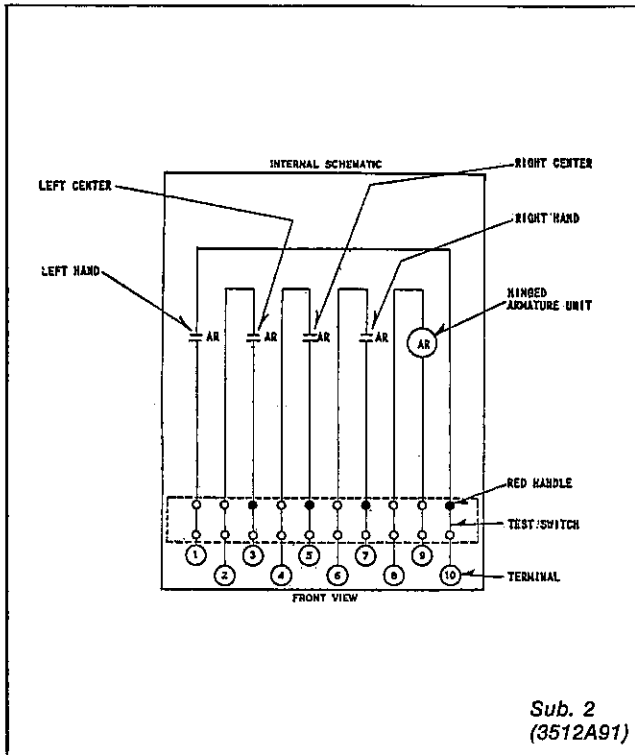 INTERNAL SCHEMATIC
RIGHT CENTER
LEFT CENTER
RIGHT HAND
LEFT HAND
HINGED
ARMATURE UNIT
AR AR AR AR AR
RED HANDLE
TEST SWITCH
1 3 5 7 9
2 4 6 8 10
TERMINAL
FRONT VIEW
Sub. 2
(3512A91)